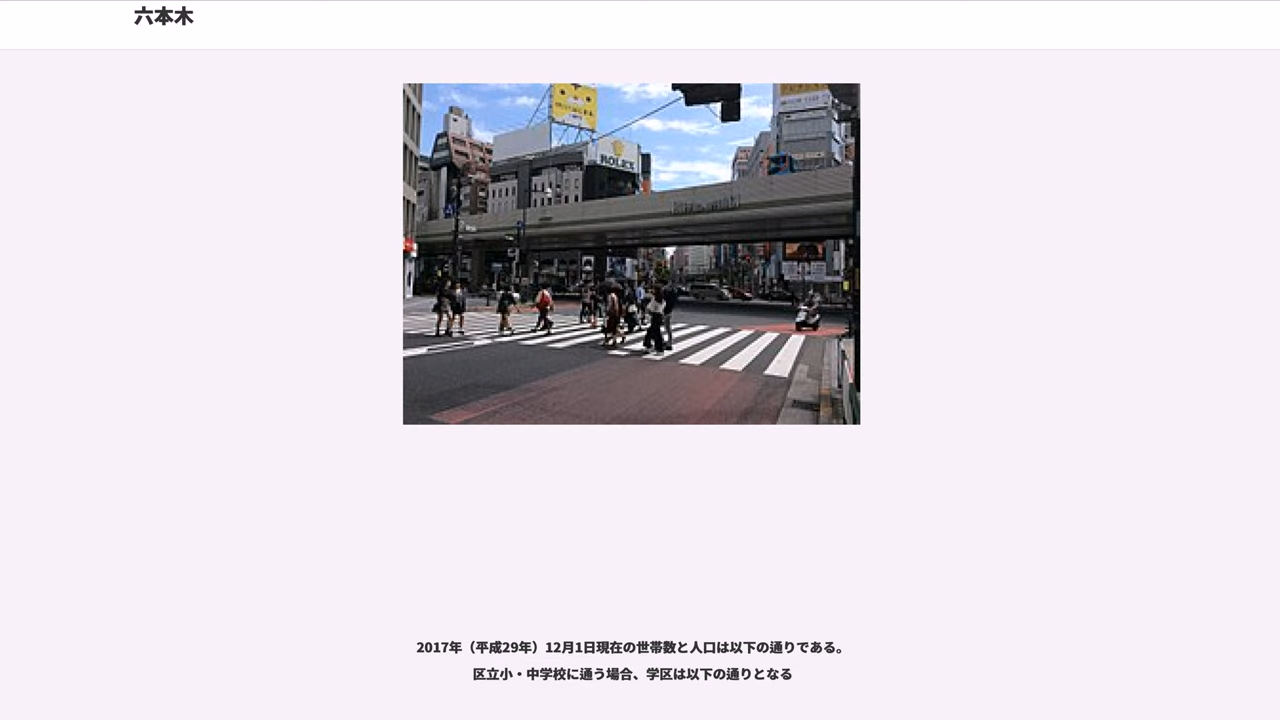 六本木
ROLEX
2017年（平成29年）12月1日現在の世帯数と人口は以下の通りである。
区立小・中学校に通う場合、学区は以下の通りとなる